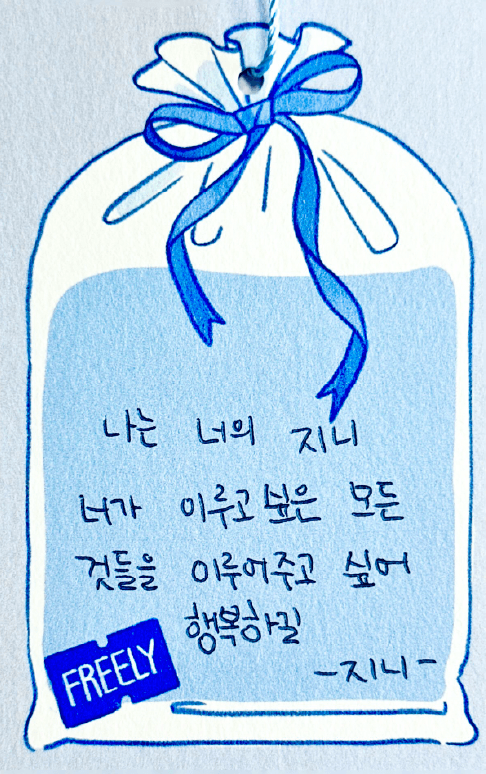 나는 너의 지니
너가 이루고 싶은 모든
것들을 이루어주고 싶어
행복하길
-지니-
FREELY